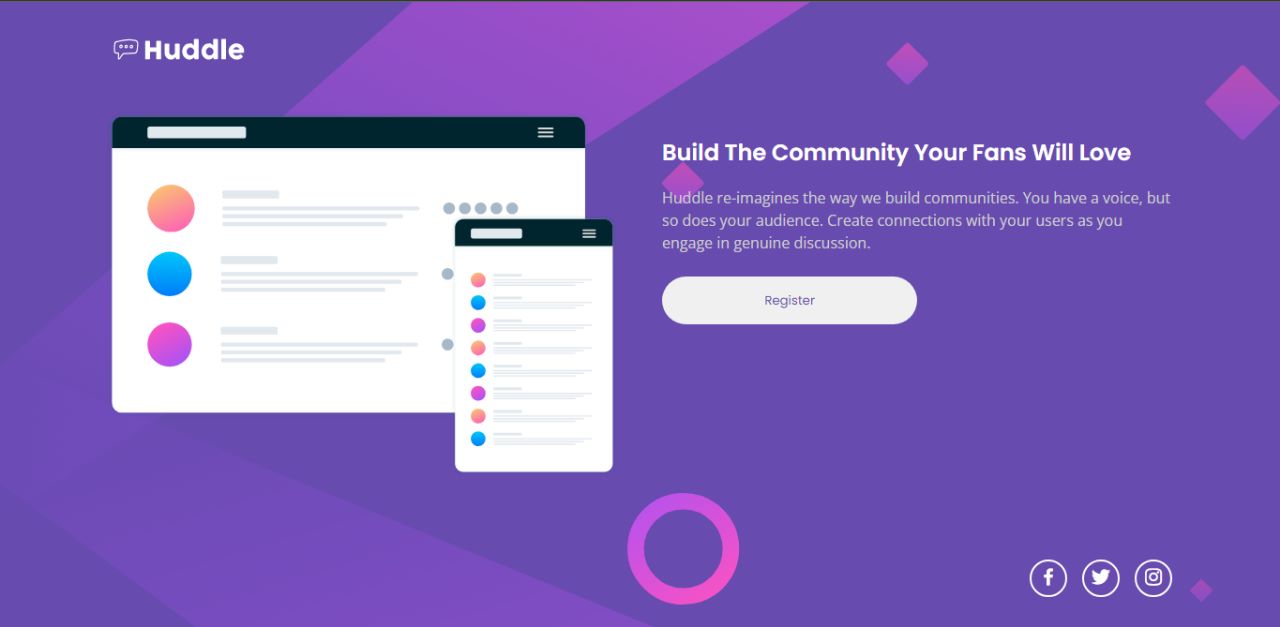 Huddle
Build The Community Your Fans Will Love
Huddle re-imagines the way we build communities. You have a voice, but
so does your audience. Create connections with your users as you
engage in genuine discussion.
Register